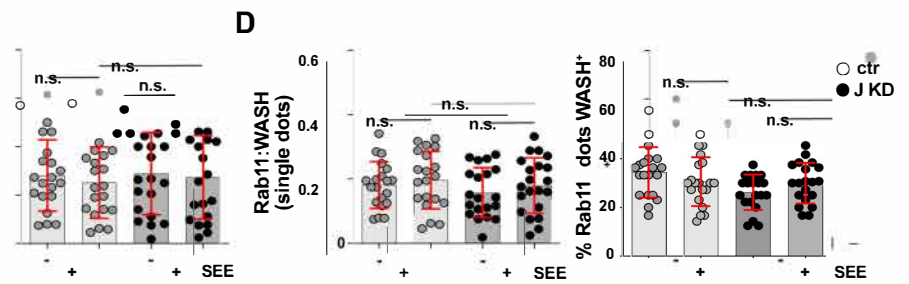 D
n.s.
n.s.
n.s.
- + - + SEE
Rab11:WASH
(single dots)
0.6
0.4
0.2
0
n.s.
n.s.
n.s.
- + - + SEE
% Rab11 dots WASH⁺
80
60
40
20
0
n.s.
n.s.
n.s.
- + - + SEE
ctr
J KD